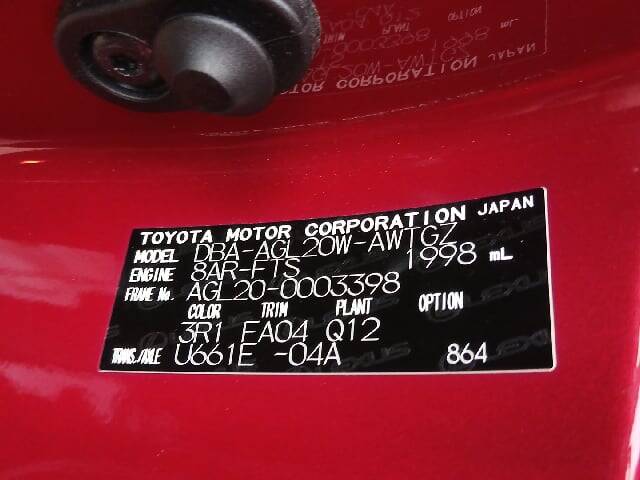 TOYOTA MOTOR CORPORATION JAPAN
MODEL DBA-AGL20W-AWTGZ
ENGINE 8AR-FTS 1998 mL
FRAME No. AGL20-0003398
COLOR TRIM PLANT OPTION
3R1 EA04 Q12
TRANS./AXLE U661E -04A 864